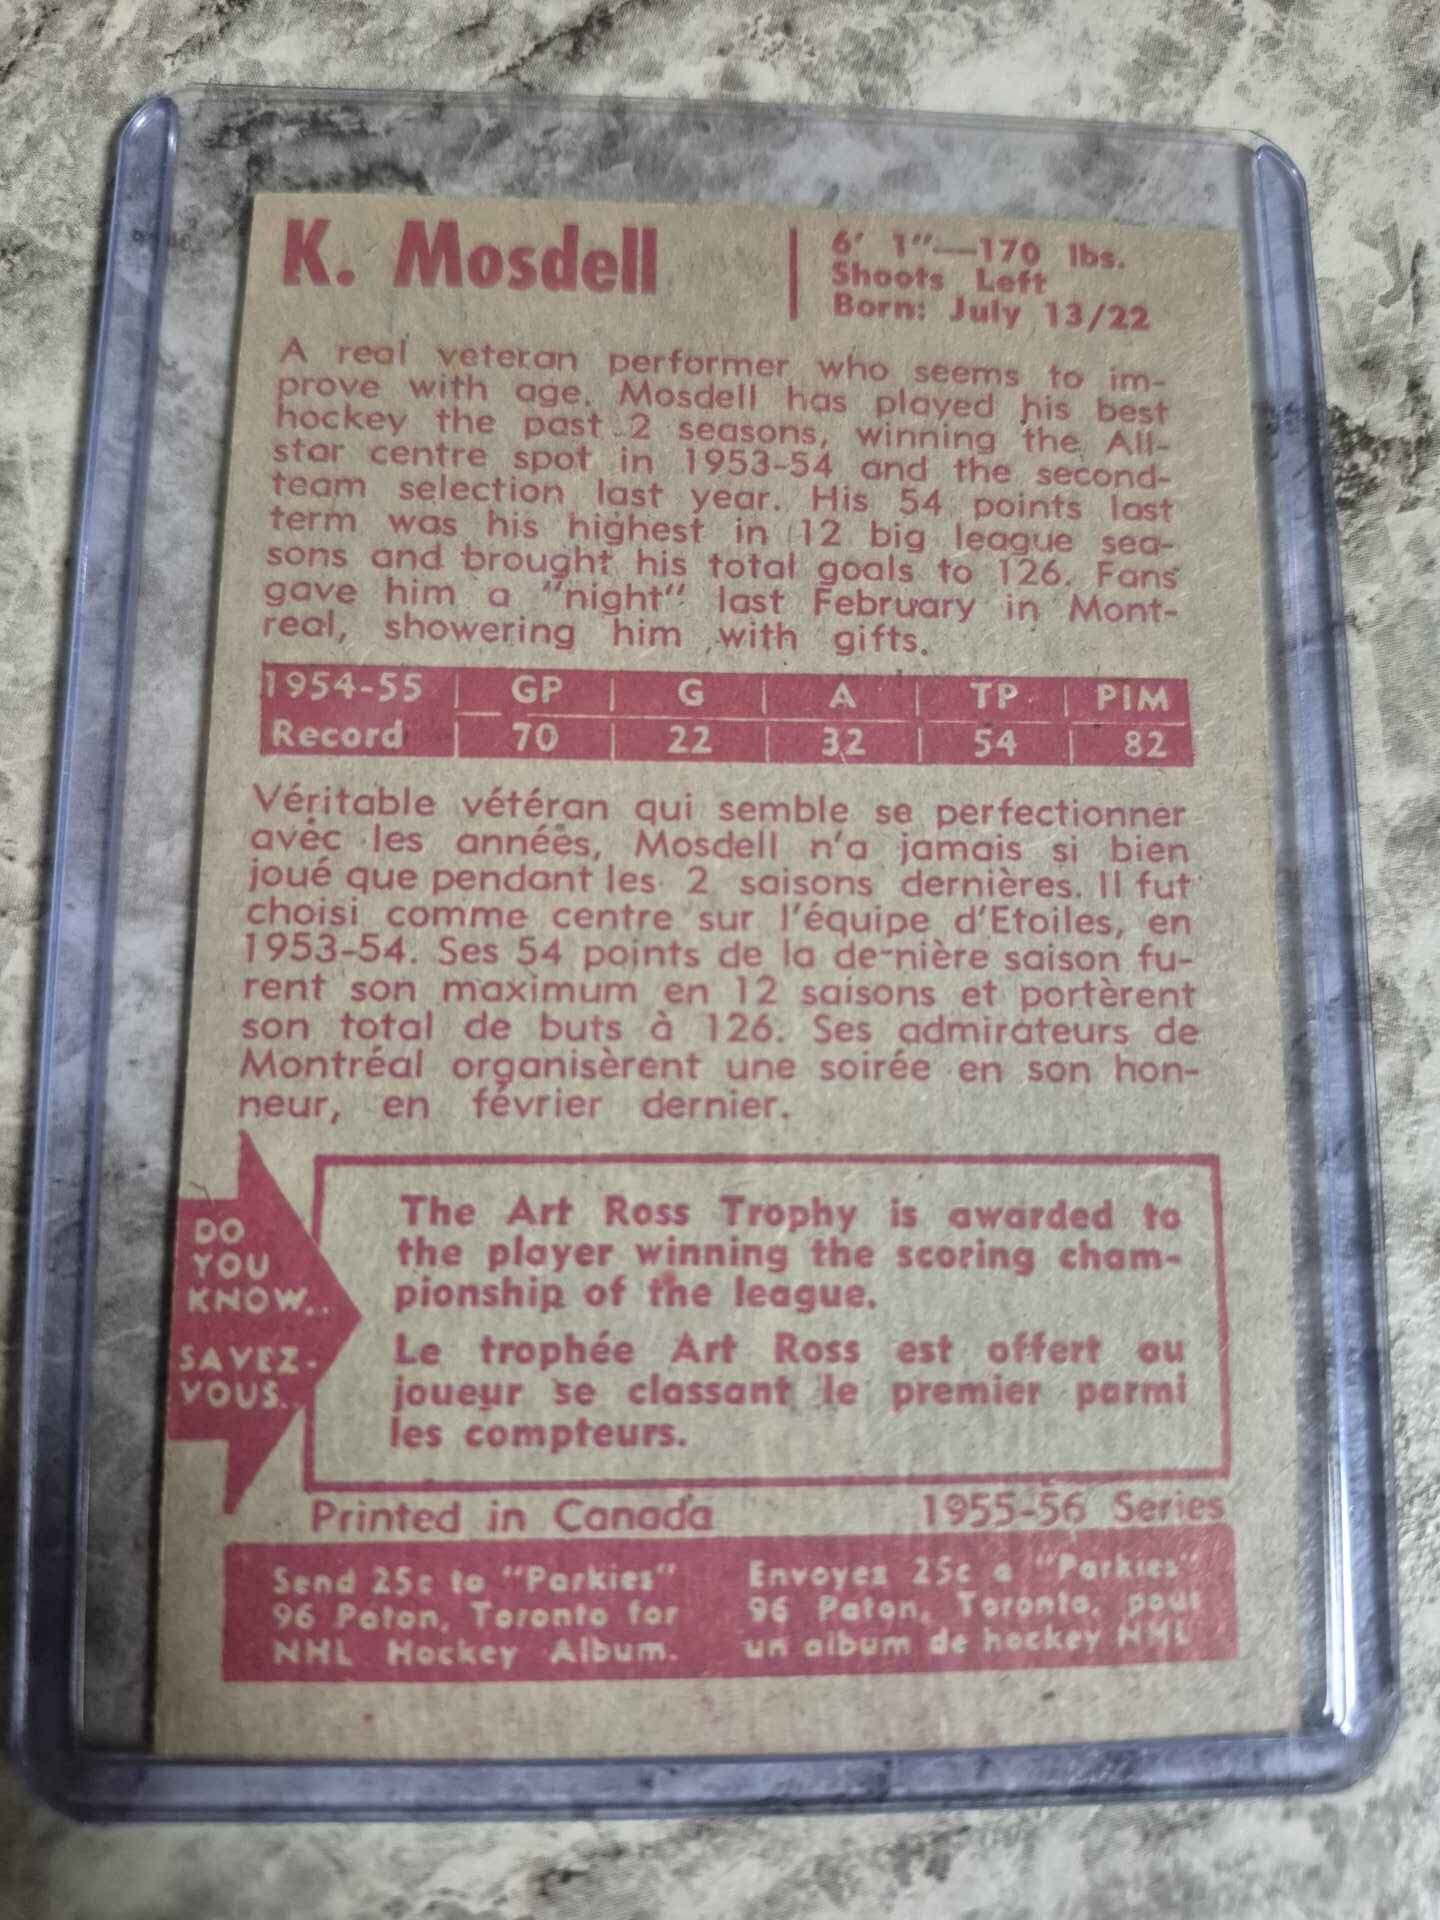 K. Mosdell
6' 1"—170 lbs.
Shoots Left
Born: July 13/22
A real veteran performer who seems to im-
prove with age. Mosdell has played his best
hockey the past 2 seasons, winning the All-
star centre spot in 1953-54 and the second-
team selection last year. His 54 points last
term was his highest in 12 big league sea-
sons and brought his total goals to 126. Fans
gave him a "night" last February in Mont-
real, showering him with gifts.
1954-55 | GP | G | A | TP | PIM
Record | 70 | 22 | 32 | 54 | 82
Véritable vétéran qui semble se perfectionner
avec les années, Mosdell n'a jamais si bien
joué que pendant les 2 saisons dernières. Il fut
choisi comme centre sur l'équipe d'Etoiles, en
1953-54. Ses 54 points de la de-nière saison fu-
rent son maximum en 12 saisons et portèrent
son total de buts à 126. Ses admirateurs de
Montréal organisèrent une soirée en son hon-
neur, en février dernier.
DO
YOU
KNOW..
SAVEZ-
VOUS..
The Art Ross Trophy is awarded to
the player winning the scoring cham-
pionship of the league.
Le trophée Art Ross est offert au
joueur se classant le premier parmi
les compteurs.
Printed in Canada
1955-56 Series
Send 25c to "Parkies"
96 Paton, Toronto for
NHL Hockey Album.
Envoyez 25c a "Parkies"
96 Paton, Toronto, pour
un album de hockey NHL